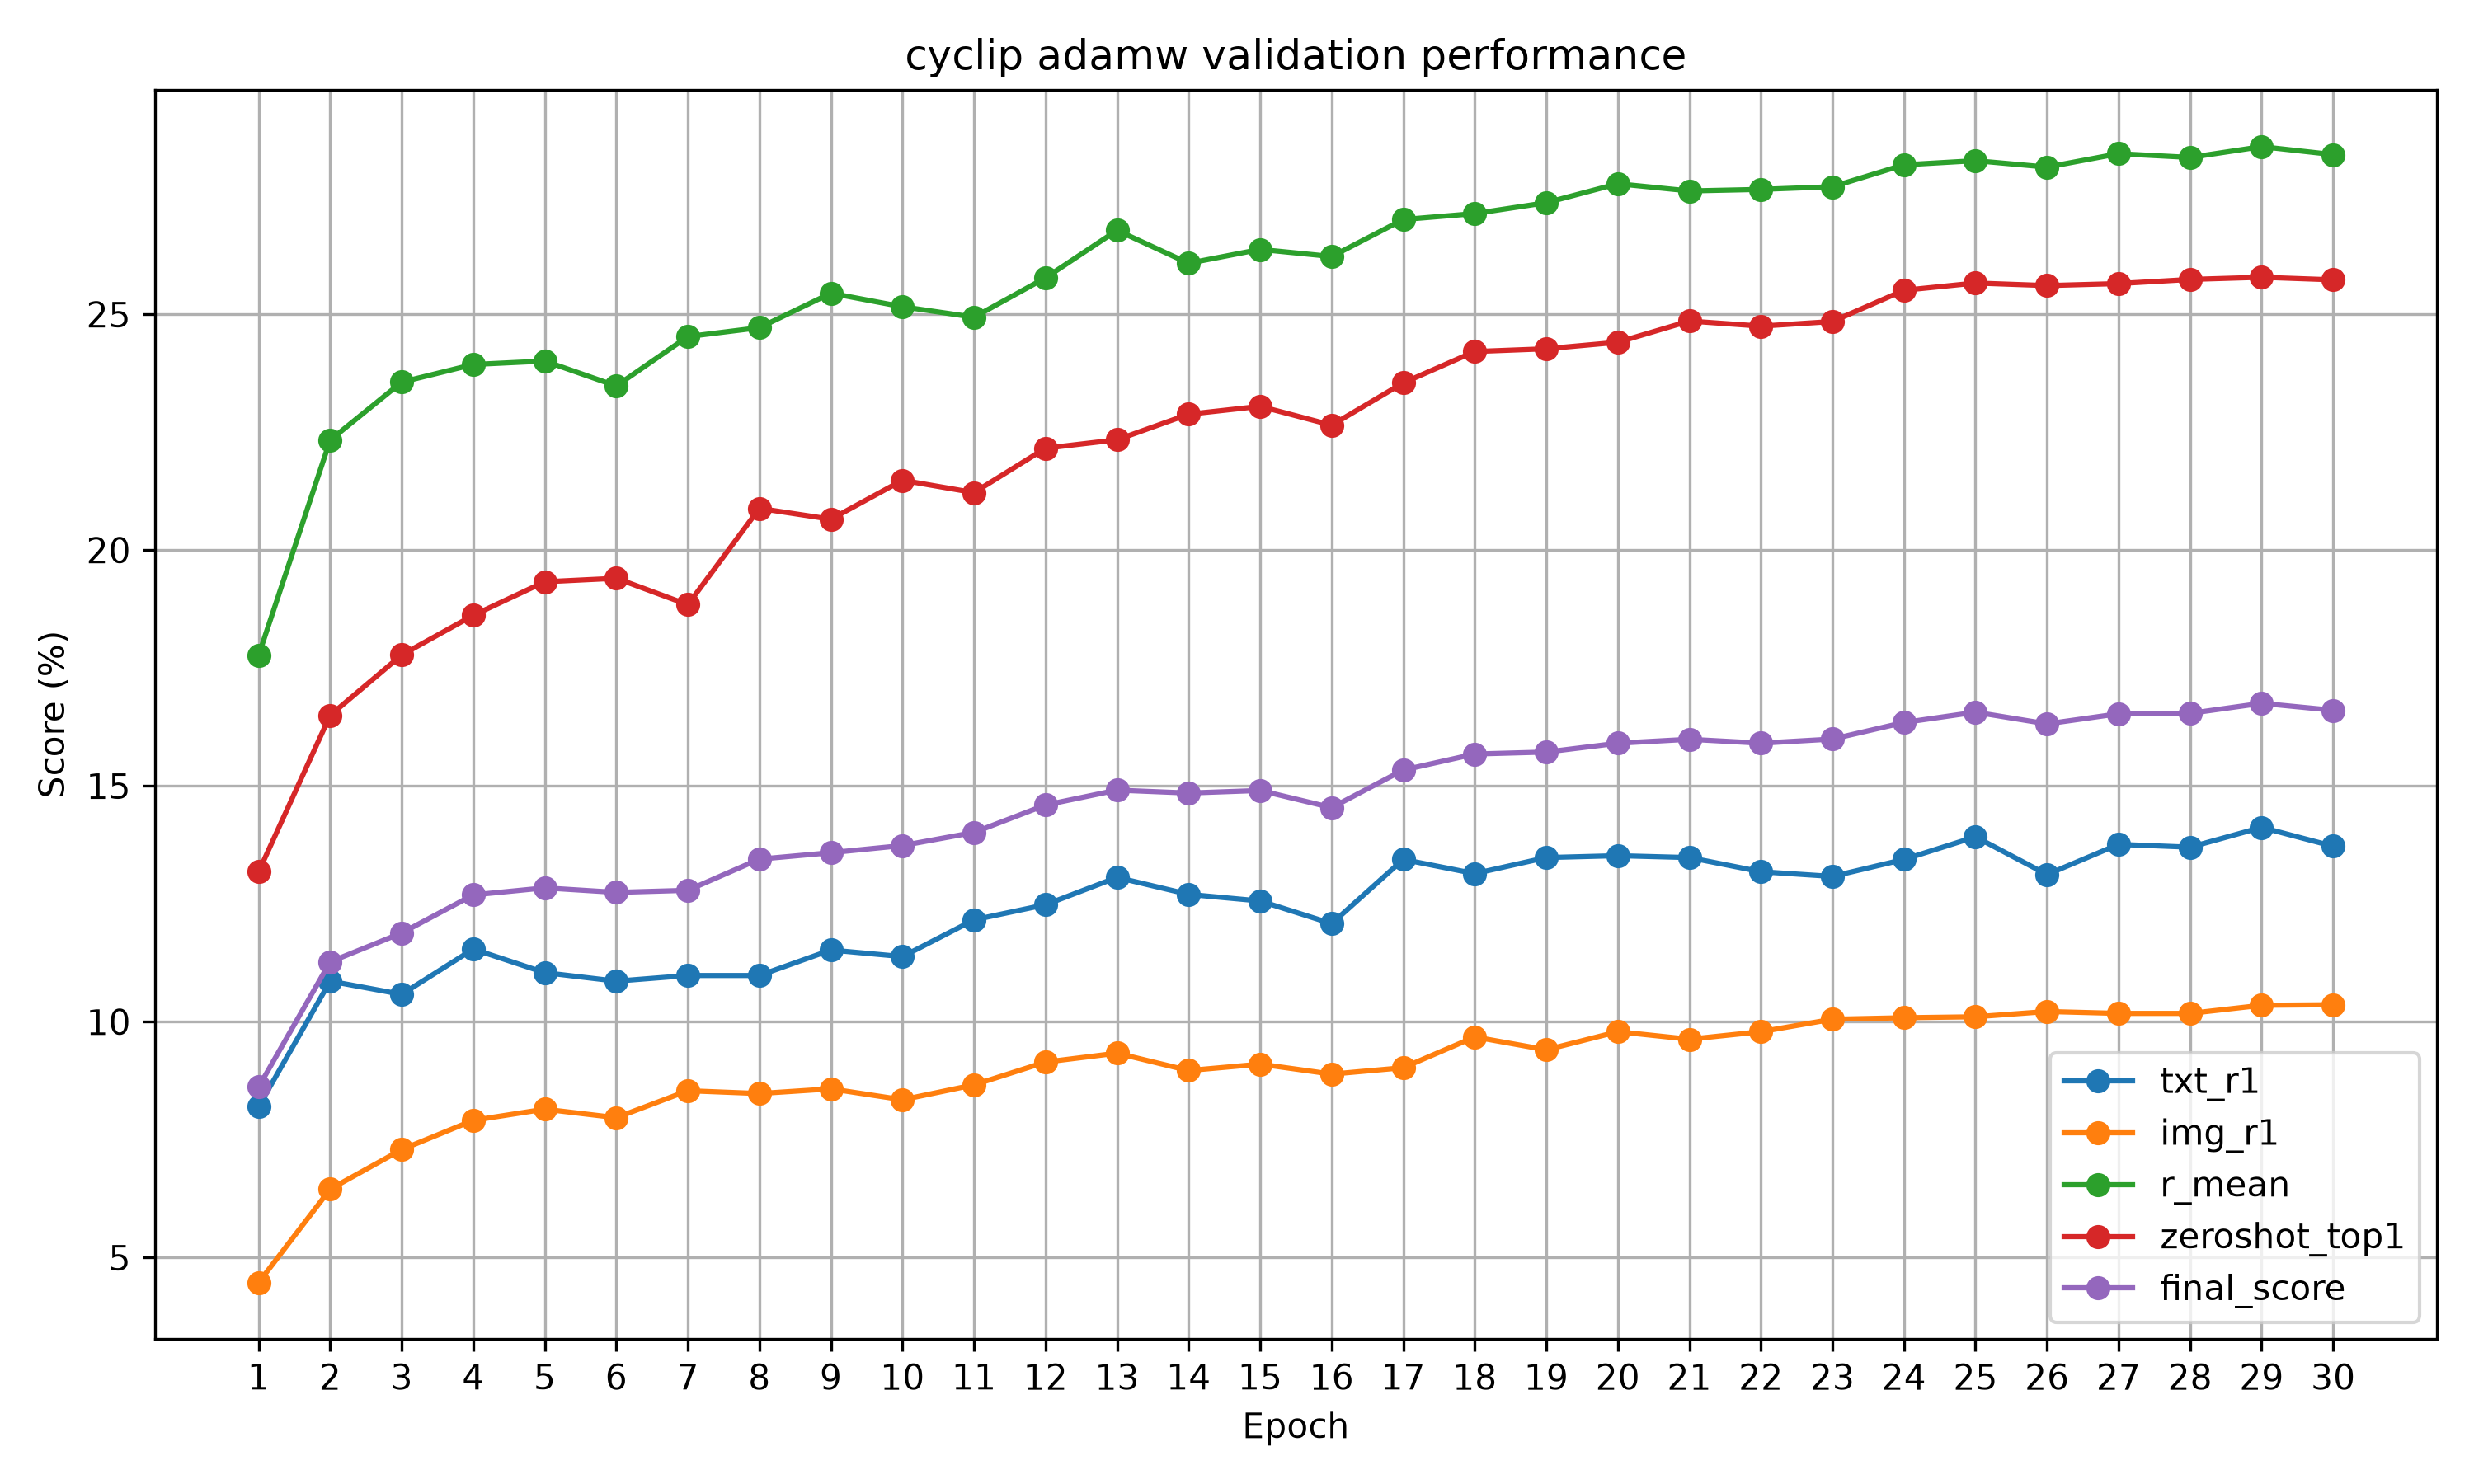 cyclip adamw validation performance
Score (%)
25
20
15
10
5
txt_r1
img_r1
r_mean
zeroshot_top1
final_score
1 2 3 4 5 6 7 8 9 10 11 12 13 14 15 16 17 18 19 20 21 22 23 24 25 26 27 28 29 30
Epoch